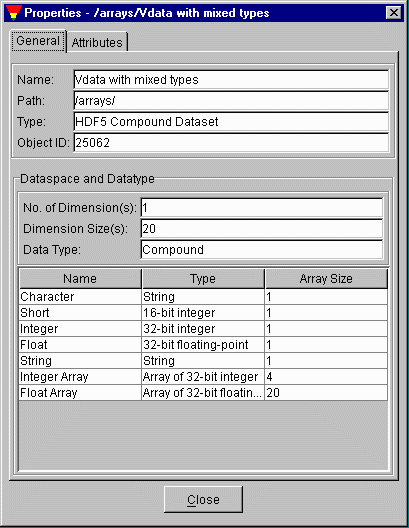 Properties - /arrays/Vdata with mixed types
General Attributes
Name: Vdata with mixed types
Path: /arrays/
Type: HDF5 Compound Dataset
Object ID: 25062
Dataspace and Datatype
No. of Dimension(s): 1
Dimension Size(s): 20
Data Type: Compound
Name Type Array Size
Character String 1
Short 16-bit integer 1
Integer 32-bit integer 1
Float 32-bit floating-point 1
String String 1
Integer Array Array of 32-bit integer 4
Float Array Array of 32-bit floatin... 20
Close